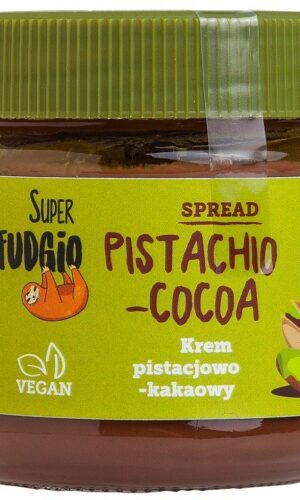 SUPER
FUDGiO
SPREAD
PISTACHIO
-COCOA
Krem
pistacjowo
-kakaowy
VEGAN